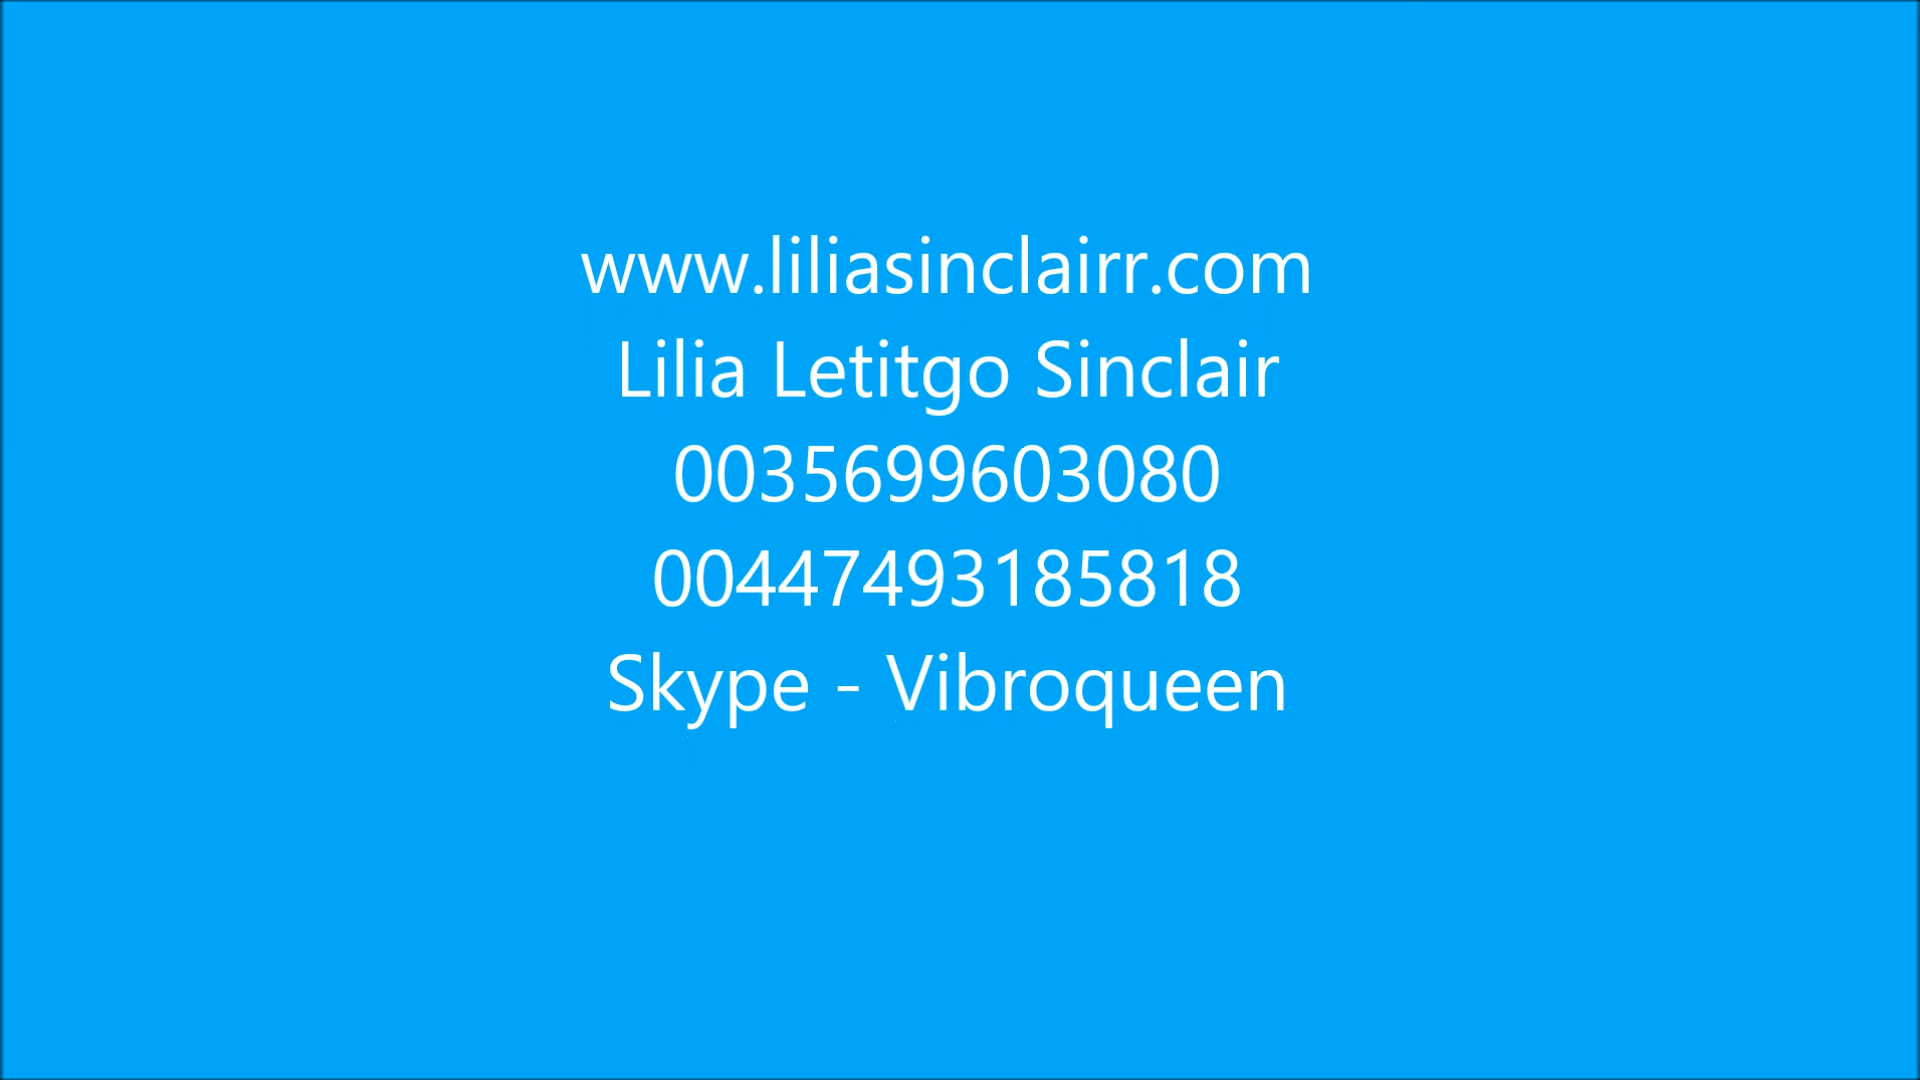 www.liliasinclairr.com
Lilia Letitgo Sinclair
0035699603080
00447493185818
Skype - Vibroqueen